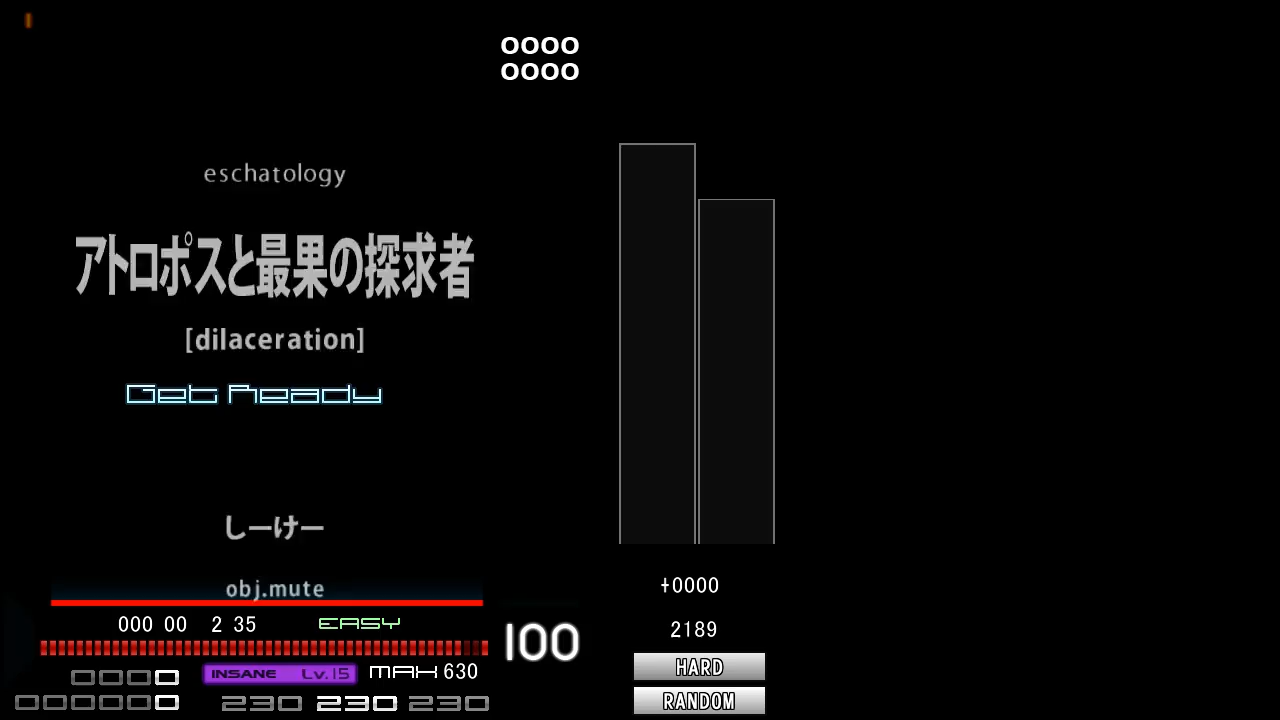 0000
0000
eschatology
アトロポスと最果の探求者
[dilaceration]
Get Ready
しーけー
obj.mute
+0000
000 00 2 35 EASY
2189
100
HARD
0000 INSANE Lv.15 MAX 630
000000 230 230 230
RANDOM